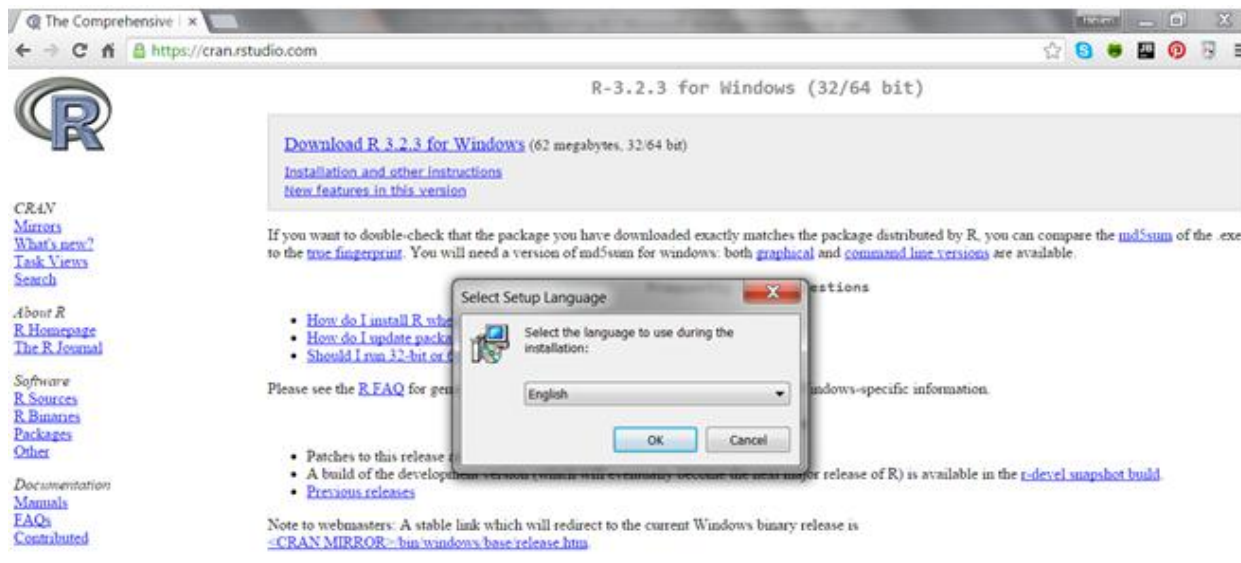 The Comprehensive
https://cran.rstudio.com
R
R-3.2.3 for Windows (32/64 bit)
Download R 3.2.3 for Windows (62 megabytes, 32/64 bit)
Installation and other instructions
New features in this version
CRAN
Mirrors
What's new?
Task Views
Search
About R
R Homepage
The R Journal
Software
R Sources
R Binaries
Packages
Other
Documentation
Manuals
FAQs
Contributed
If you want to double-check that the package you have downloaded exactly matches the package distributed by R, you can compare the md5sum of the .exe
to the true fingerprint. You will need a version of md5sum for windows: both graphical and command line versions are available.
estions
How do I install R whe
How do I update packa
Should I run 32-bit or
Please see the R FAQ for gen
indows-specific information.
Patches to this release
A build of the development version (which will eventually become the next major release of R) is available in the r-devel snapshot build.
Previous releases
Note to webmasters: A stable link which will redirect to the current Windows binary release is
<CRAN MIRROR>/bin/windows/base/release.htm.
Select Setup Language
Select the language to use during the
installation:
English
OK
Cancel